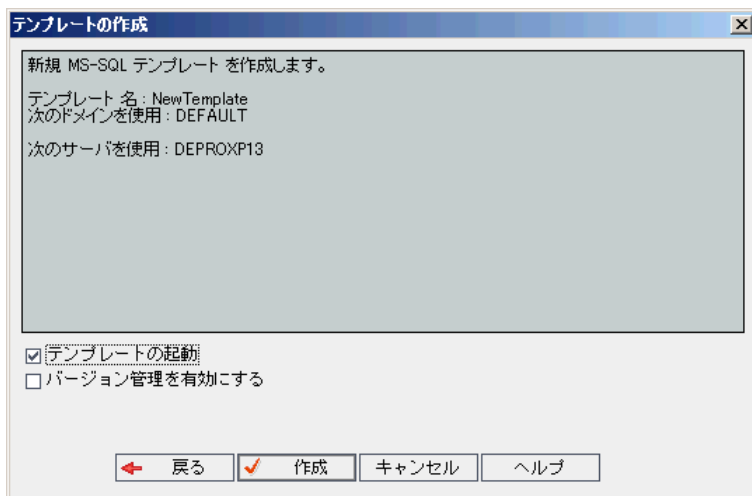 テンプレートの作成
新規 MS-SQL テンプレート を作成します。
テンプレート 名 : NewTemplate
次のドメインを使用 : DEFAULT
次のサーバを使用 : DEPROXP13
テンプレートの起動
バージョン管理を有効にする
戻る
作成
キャンセル
ヘルプ